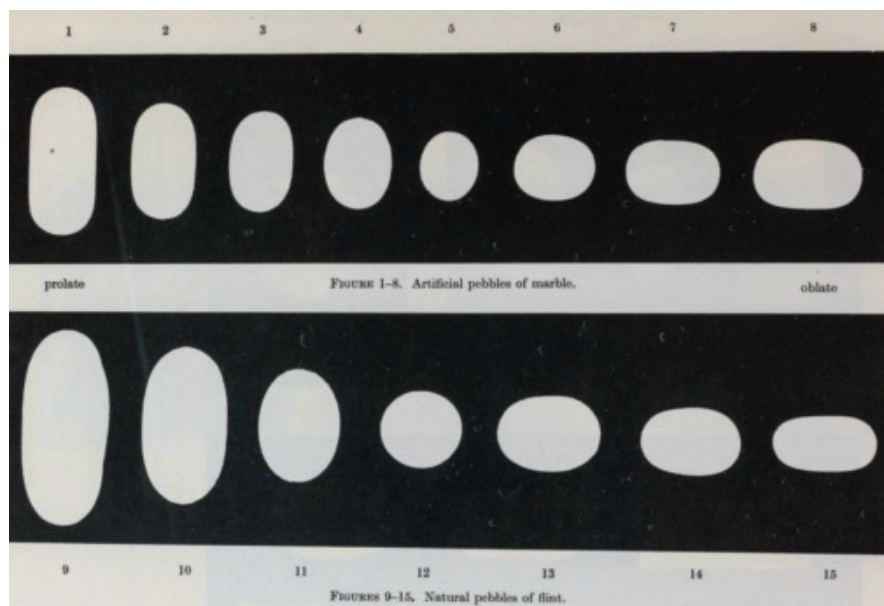 1 2 3 4 5 6 7 8
prolate FIGURE 1–8. Artificial pebbles of marble. oblate
9 10 11 12 13 14 15
FIGURES 9–15. Natural pebbles of flint.